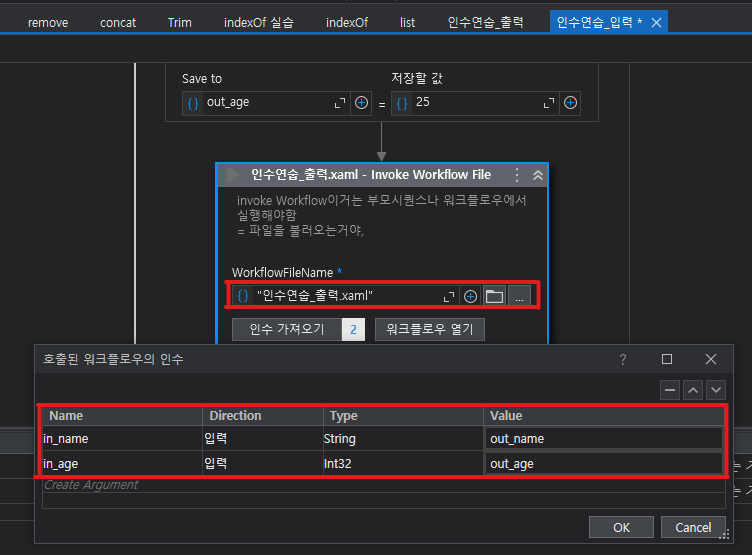 remove concat Trim indexOf 실습 indexOf list 인수연습_출력 인수연습_입력 *
Save to 저장할 값
out_age = 25
인수연습_출력.xaml - Invoke Workflow File
invoke Workflow이거는 부모시퀀스나 워크플로우에서
실행해야함
= 파일을 불러오는거야,
WorkflowFileName *
"인수연습_출력.xaml" ...
인수 가져오기 2 워크플로우 열기
호출된 워크플로우의 인수 ?
Name Direction Type Value
in_name 입력 String out_name
in_age 입력 Int32 out_age
Create Argument
OK Cancel